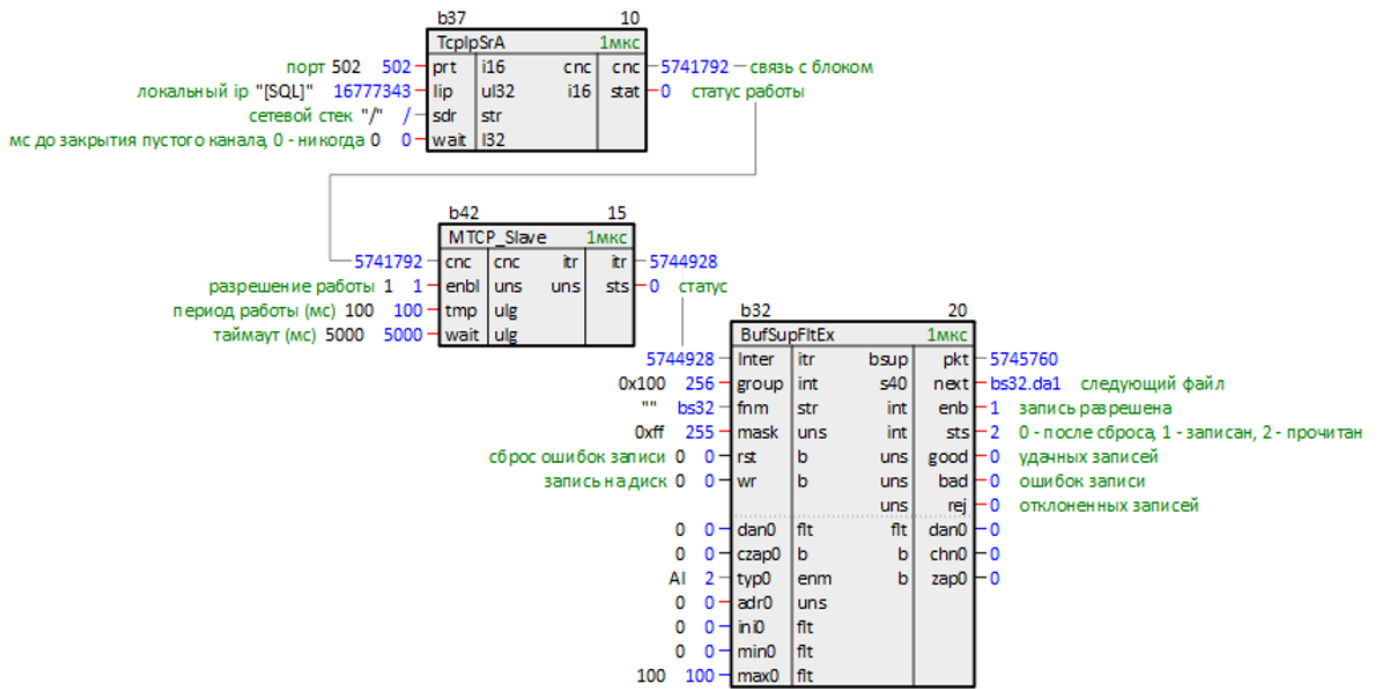 b37 10
TcpIpSrA 1мкс
порт 502 502 prt i16 cnc cnc 5741792 связь с блоком
локальный ip "[SQL]" 16777343 lip ul32 i16 stat 0 статус работы
сетевой стек "/" / sdr str
мс до закрытия пустого канала, 0 - никогда 0 0 wait l32
b42 15
MTCP_Slave 1мкс
5741792 cnc cnc itr itr 5744928
разрешение работы 1 1 enbl uns uns sts 0 статус
период работы (мс) 100 100 tmp ulg
таймаут (мс) 5000 5000 wait ulg
b32 20
BufSupFltEx 1мкс
5744928 Inter itr bsup pkt 5745760
0x100 256 group int s40 next bs32.da1 следующий файл
"" bs32 fnm str int enb 1 запись разрешена
0xff 255 mask uns int sts 2 0 - после сброса, 1 - записан, 2 - прочитан
сброс ошибок записи 0 0 rst b uns good 0 удачных записей
запись на диск 0 0 wr b uns bad 0 ошибок записи
uns rej 0 отклоненных записей
0 0 dan0 flt flt dan0 0
0 0 czap0 b b chn0 0
AI 2 typ0 enm b zap0 0
0 0 adr0 uns
0 0 ini0 flt
0 0 min0 flt
100 100 max0 flt